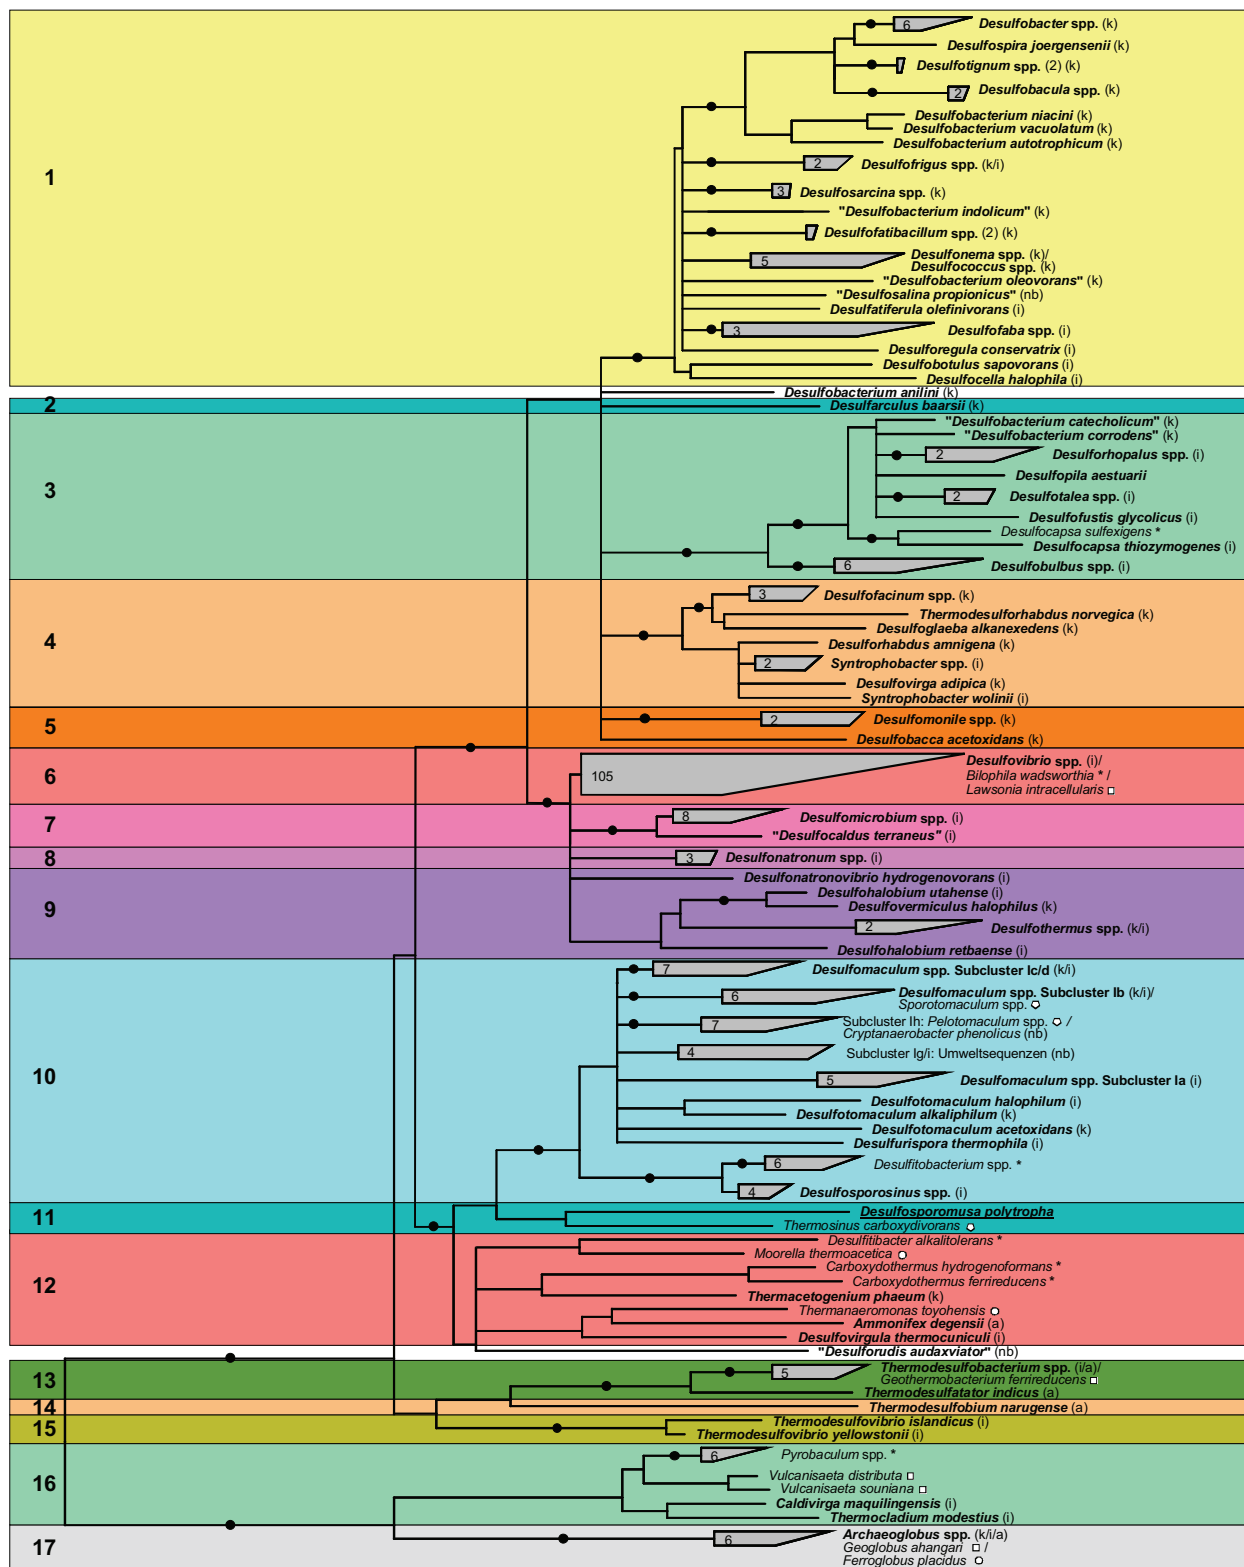 1
6 Desulfobacter spp. (k)
Desulfospira joergensenii (k)
Desulfotignum spp. (2) (k)
2 Desulfobacula spp. (k)
Desulfobacterium niacini (k)
Desulfobacterium vacuolatum (k)
Desulfobacterium autotrophicum (k)
2 Desulfofrigus spp. (k/i)
3 Desulfosarcina spp. (k)
"Desulfobacterium indolicum" (k)
Desulfofatibacillum spp. (2) (k)
5 Desulfonema spp. (k)/
Desulfococcus spp. (k)
"Desulfobacterium oleovorans" (k)
"Desulfosalina propionicus" (nb)
Desulfatiferula olefinivorans (i)
3 Desulfofaba spp. (i)
Desulforegula conservatrix (i)
Desulfobotulus sapovorans (i)
Desulfocella halophila (i)
Desulfobacterium anilini (k)
2
Desulfarculus baarsii (k)
3
"Desulfobacterium catecholicum" (k)
"Desulfobacterium corrodens" (k)
2 Desulforhopalus spp. (i)
Desulfopila aestuarii
2 Desulfotalea spp. (i)
Desulfofustis glycolicus (i)
Desulfocapsa sulfexigens *
Desulfocapsa thiozymogenes (i)
6 Desulfobulbus spp. (i)
4
3 Desulfofacinum spp. (k)
Thermodesulforhabdus norvegica (k)
Desulfoglaeba alkanexedens (k)
Desulforhabdus amnigena (k)
2 Syntrophobacter spp. (i)
Desulfovirga adipica (k)
Syntrophobacter wolinii (i)
5
2 Desulfomonile spp. (k)
Desulfobacca acetoxidans (k)
6
105 Desulfovibrio spp. (i)/
Bilophila wadsworthia * /
Lawsonia intracellularis □
7
8 Desulfomicrobium spp. (i)
"Desulfocaldus terraneus" (i)
8
3 Desulfonatronum spp. (i)
9
Desulfonatronovibrio hydrogenovorans (i)
Desulfohalobium utahense (i)
Desulfovermiculus halophilus (k)
2 Desulfothermus spp. (k/i)
Desulfohalobium retbaense (i)
10
7 Desulfomaculum spp. Subcluster Ic/d (k/i)
6 Desulfomaculum spp. Subcluster Ib (k/i)/
Sporotomaculum spp. ⬠
7 Subcluster Ih: Pelotomaculum spp. ⬠ /
Cryptanaerobacter phenolicus (nb)
4 Subcluster Ig/i: Umweltsequenzen (nb)
5 Desulfomaculum spp. Subcluster Ia (i)
Desulfotomaculum halophilum (i)
Desulfotomaculum alkaliphilum (k)
Desulfotomaculum acetoxidans (k)
Desulfurispora thermophila (i)
6 Desulfitobacterium spp. *
4 Desulfosporosinus spp. (i)
11
Desulfosporomusa polytropha
Thermosinus carboxydivorans ⬠
12
Desulfitibacter alkalitolerans *
Moorella thermoacetica ○
Carboxydothermus hydrogenoformans *
Carboxydothermus ferrireducens *
Thermacetogenium phaeum (k)
Thermanaeromonas toyohensis ○
Ammonifex degensii (a)
Desulfovirgula thermocuniculi (i)
"Desulforudis audaxviator" (nb)
13
5 Thermodesulfobacterium spp. (i/a)/
Geothermobacterium ferrireducens □
Thermodesulfatator indicus (a)
14
Thermodesulfobium narugense (a)
15
Thermodesulfovibrio islandicus (i)
Thermodesulfovibrio yellowstonii (i)
16
6 Pyrobaculum spp. *
Vulcanisaeta distributa □
Vulcanisaeta souniana □
Caldivirga maquilingensis (i)
Thermocladium modestius (i)
17
6 Archaeoglobus spp. (k/i/a)
Geoglobus ahangari □ /
Ferroglobus placidus ○